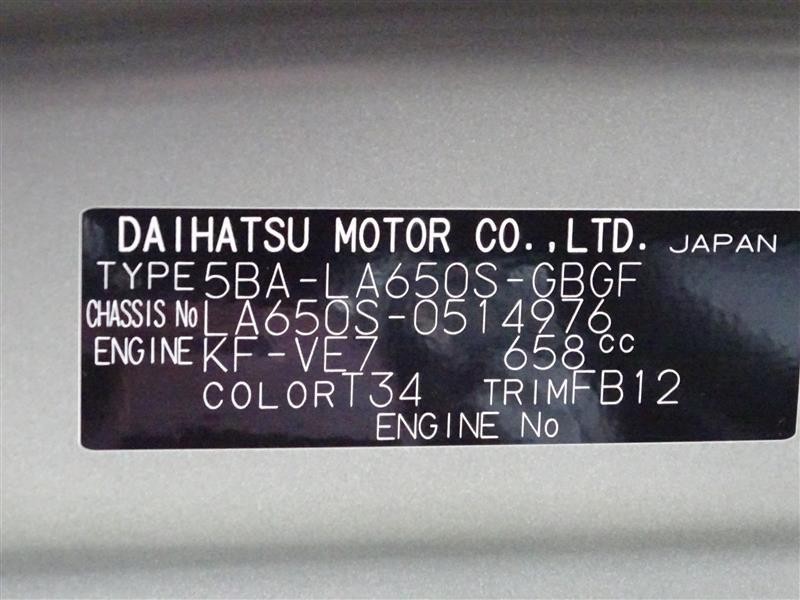 DAIHATSU MOTOR CO.,LTD. JAPAN
TYPE 5BA-LA650S-GBGF
CHASSIS No LA650S-0514976
ENGINE KF-VE7 658cc
COLOR T34 TRIM FB12
ENGINE No